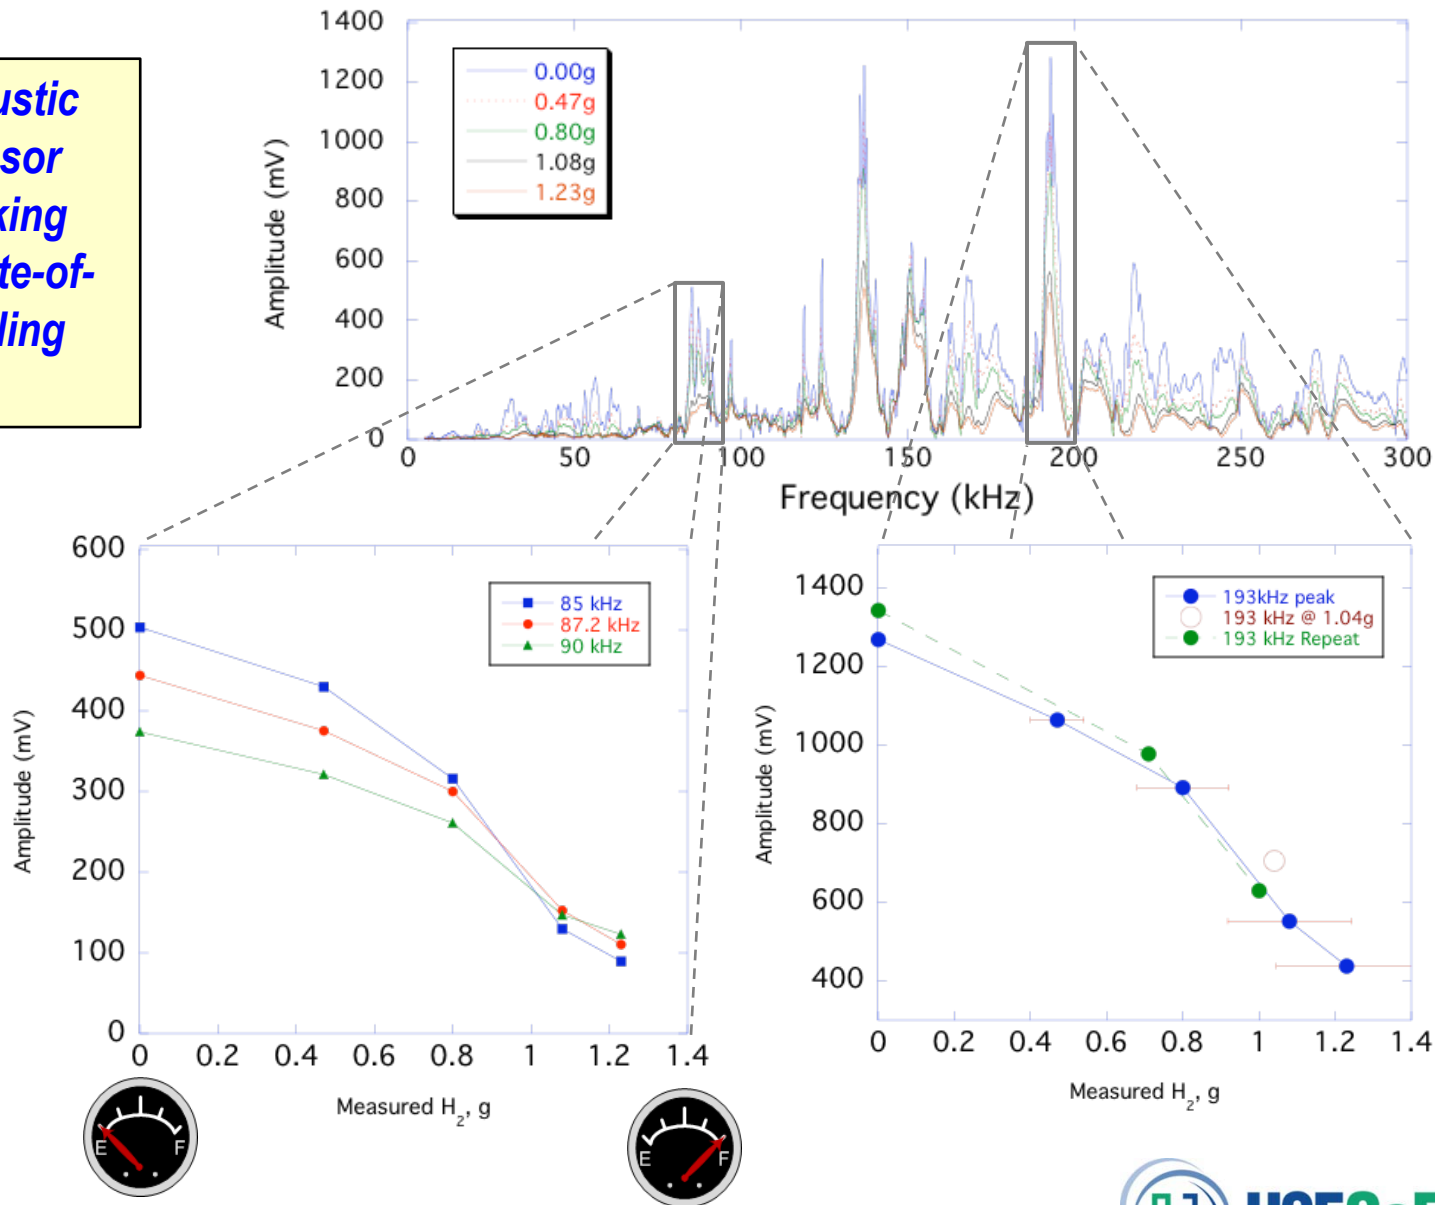 ustic
sor
king
te-of-
ling
1400
1200
1000
800
600
400
200
0
Amplitude (mV)
0.00g
0.47g
0.80g
1.08g
1.23g
0 50 100 150 200 250 300
Frequency (kHz)
600
500
400
300
200
100
0
Amplitude (mV)
85 kHz
87.2 kHz
90 kHz
0 0.2 0.4 0.6 0.8 1 1.2 1.4
Measured H₂, g
E F
E F
1400
1200
1000
800
600
400
Amplitude (mV)
193kHz peak
193 kHz @ 1.04g
193 kHz Repeat
0 0.2 0.4 0.6 0.8 1 1.2 1.4
Measured H₂, g